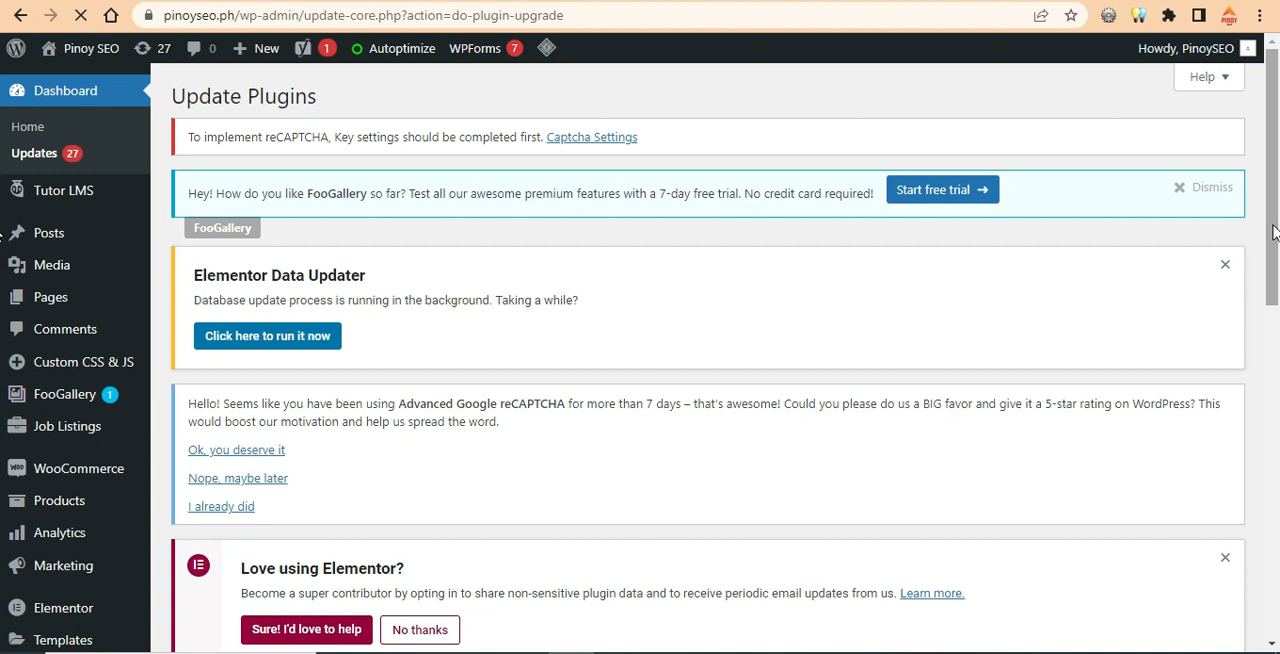 pinoyseo.ph/wp-admin/update-core.php?action=do-plugin-upgrade
Pinoy SEO 27 0 New 1 Autoptimize WPForms 7 Howdy, PinoySEO
Help
Dashboard
Home
Updates 27
Tutor LMS
Posts
Media
Pages
Comments
Custom CSS & JS
FooGallery 1
Job Listings
WooCommerce
Products
Analytics
Marketing
Elementor
Templates
Update Plugins
To implement reCAPTCHA, Key settings should be completed first. Captcha Settings
Hey! How do you like FooGallery so far? Test all our awesome premium features with a 7-day free trial. No credit card required! Start free trial → Dismiss
FooGallery
Elementor Data Updater
Database update process is running in the background. Taking a while?
Click here to run it now
Hello! Seems like you have been using Advanced Google reCAPTCHA for more than 7 days – that's awesome! Could you please do us a BIG favor and give it a 5-star rating on WordPress? This
would boost our motivation and help us spread the word.
Ok, you deserve it
Nope, maybe later
I already did
Love using Elementor?
Become a super contributor by opting in to share non-sensitive plugin data and to receive periodic email updates from us. Learn more.
Sure! I'd love to help No thanks